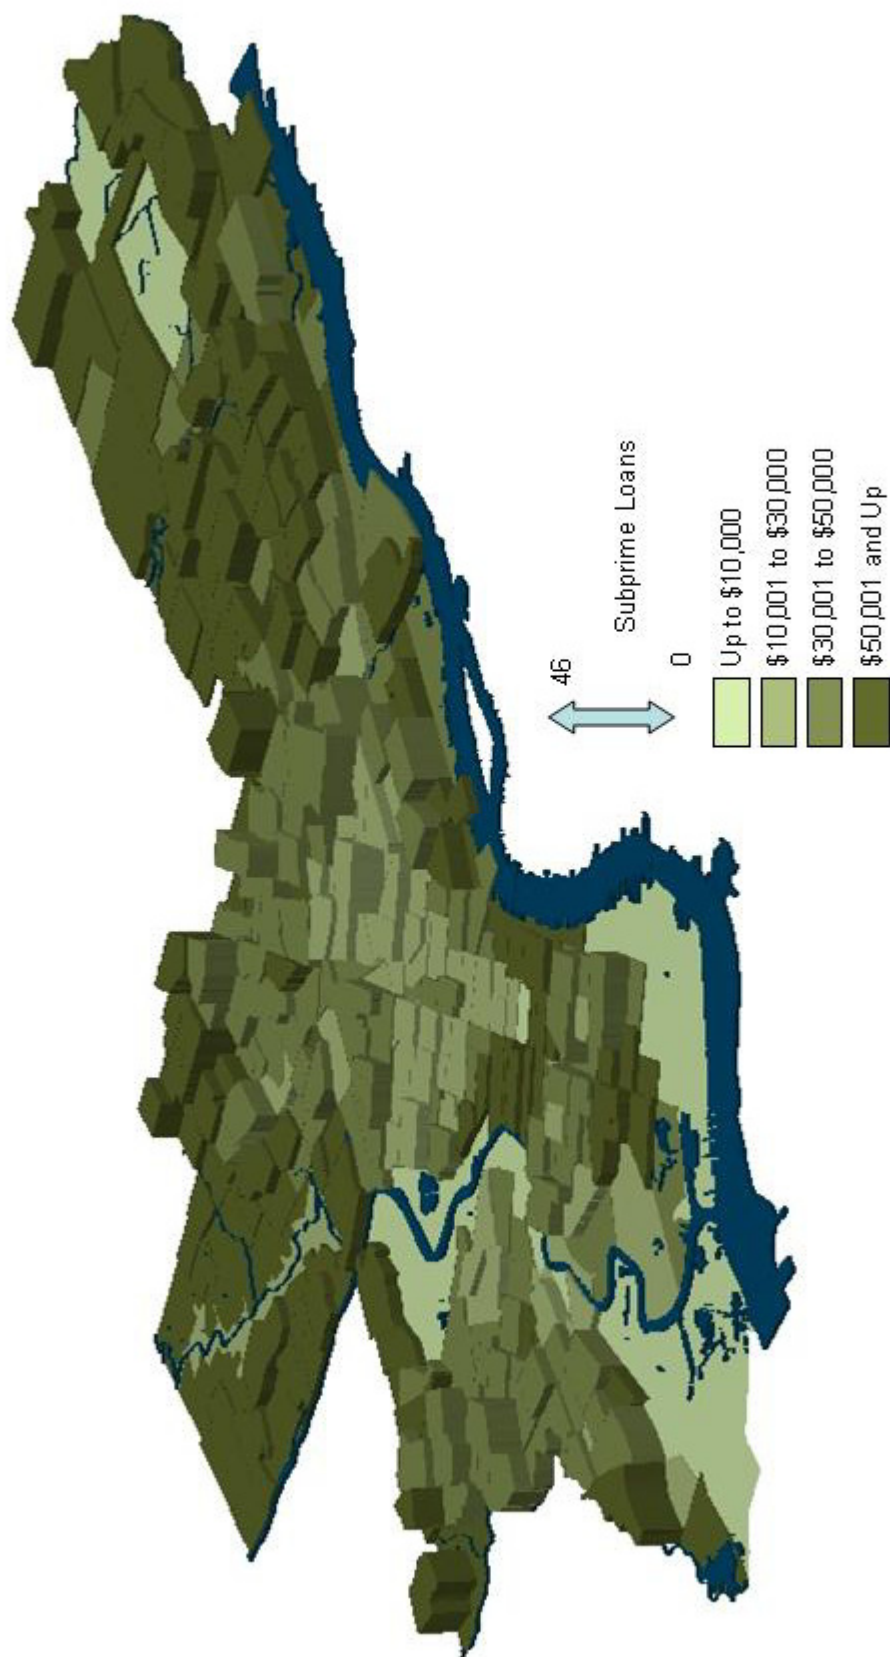 46
Subprime Loans
0
Up to $10,000
$10,001 to $30,000
$30,001 to $50,000
$50,001 and Up